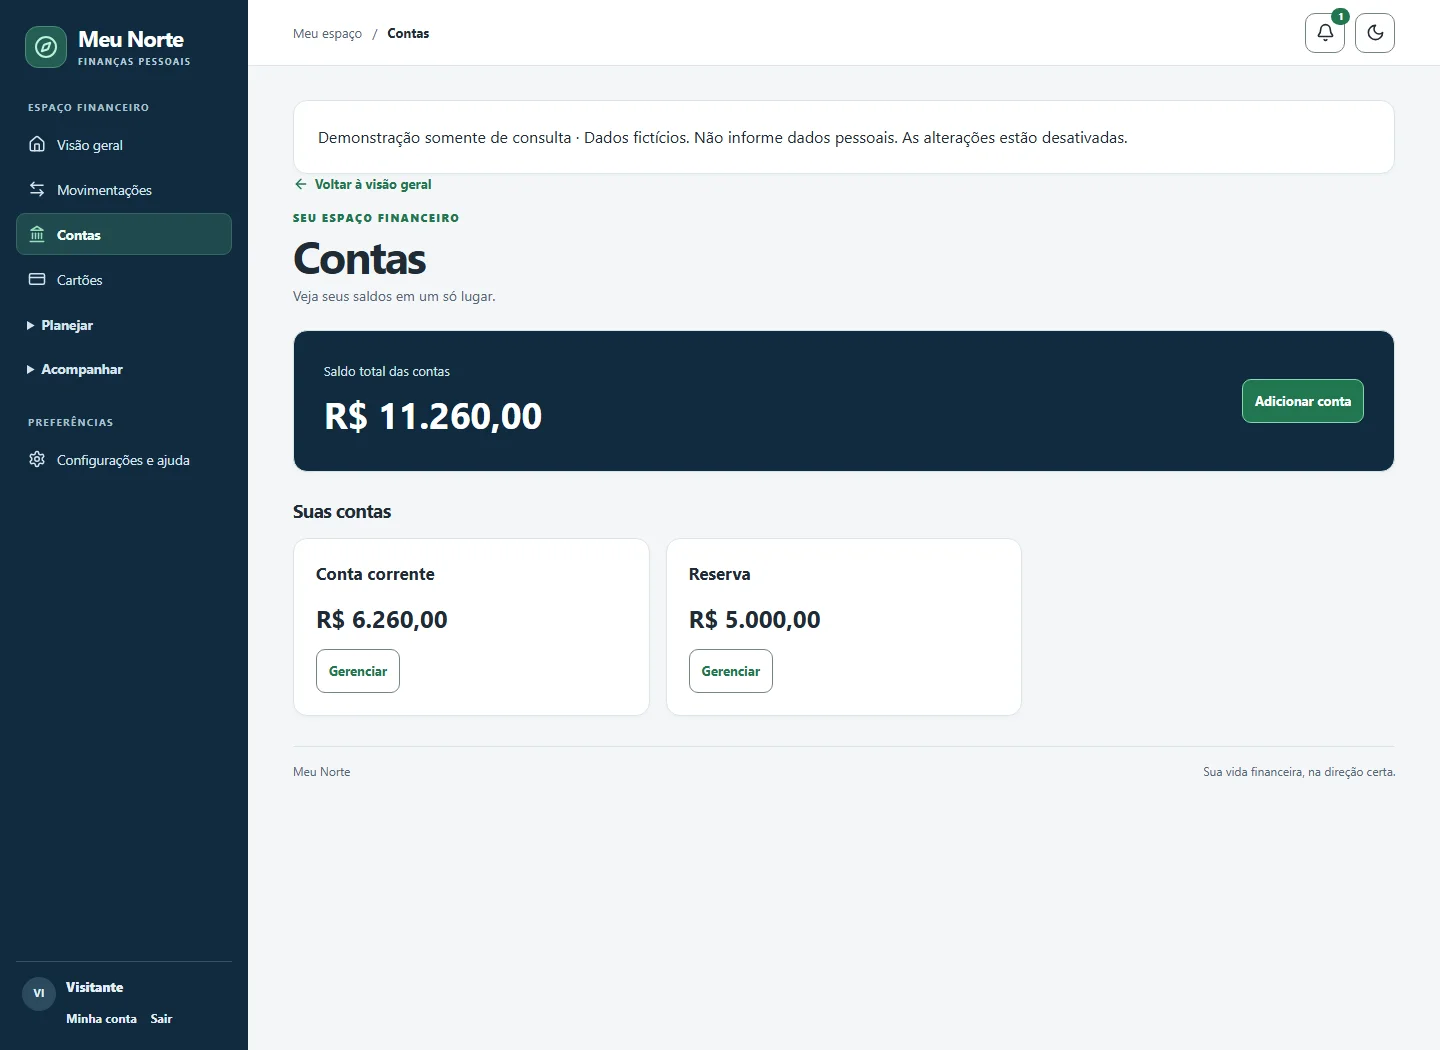 Meu Norte
FINANÇAS PESSOAIS
ESPAÇO FINANCEIRO
Visão geral
Movimentações
Contas
Cartões
Planejar
Acompanhar
PREFERÊNCIAS
Configurações e ajuda
VI
Visitante
Minha conta Sair
Meu espaço / Contas
1
Demonstração somente de consulta · Dados fictícios. Não informe dados pessoais. As alterações estão desativadas.
← Voltar à visão geral
SEU ESPAÇO FINANCEIRO
Contas
Veja seus saldos em um só lugar.
Saldo total das contas
R$ 11.260,00
Adicionar conta
Suas contas
Conta corrente
R$ 6.260,00
Gerenciar
Reserva
R$ 5.000,00
Gerenciar
Meu Norte
Sua vida financeira, na direção certa.